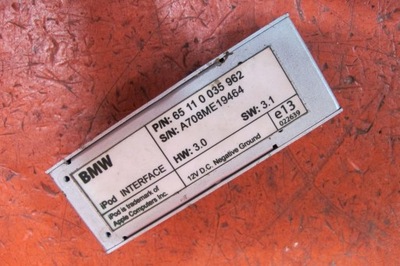 BMW
iPod INTERFACE
iPod is trademark of
Apple Computers Inc.
P/N: 65 11 0 035 962
S/N: A708ME19464
HW: 3.0
SW: 3.1
12V D.C. Negative Ground
e13
022639